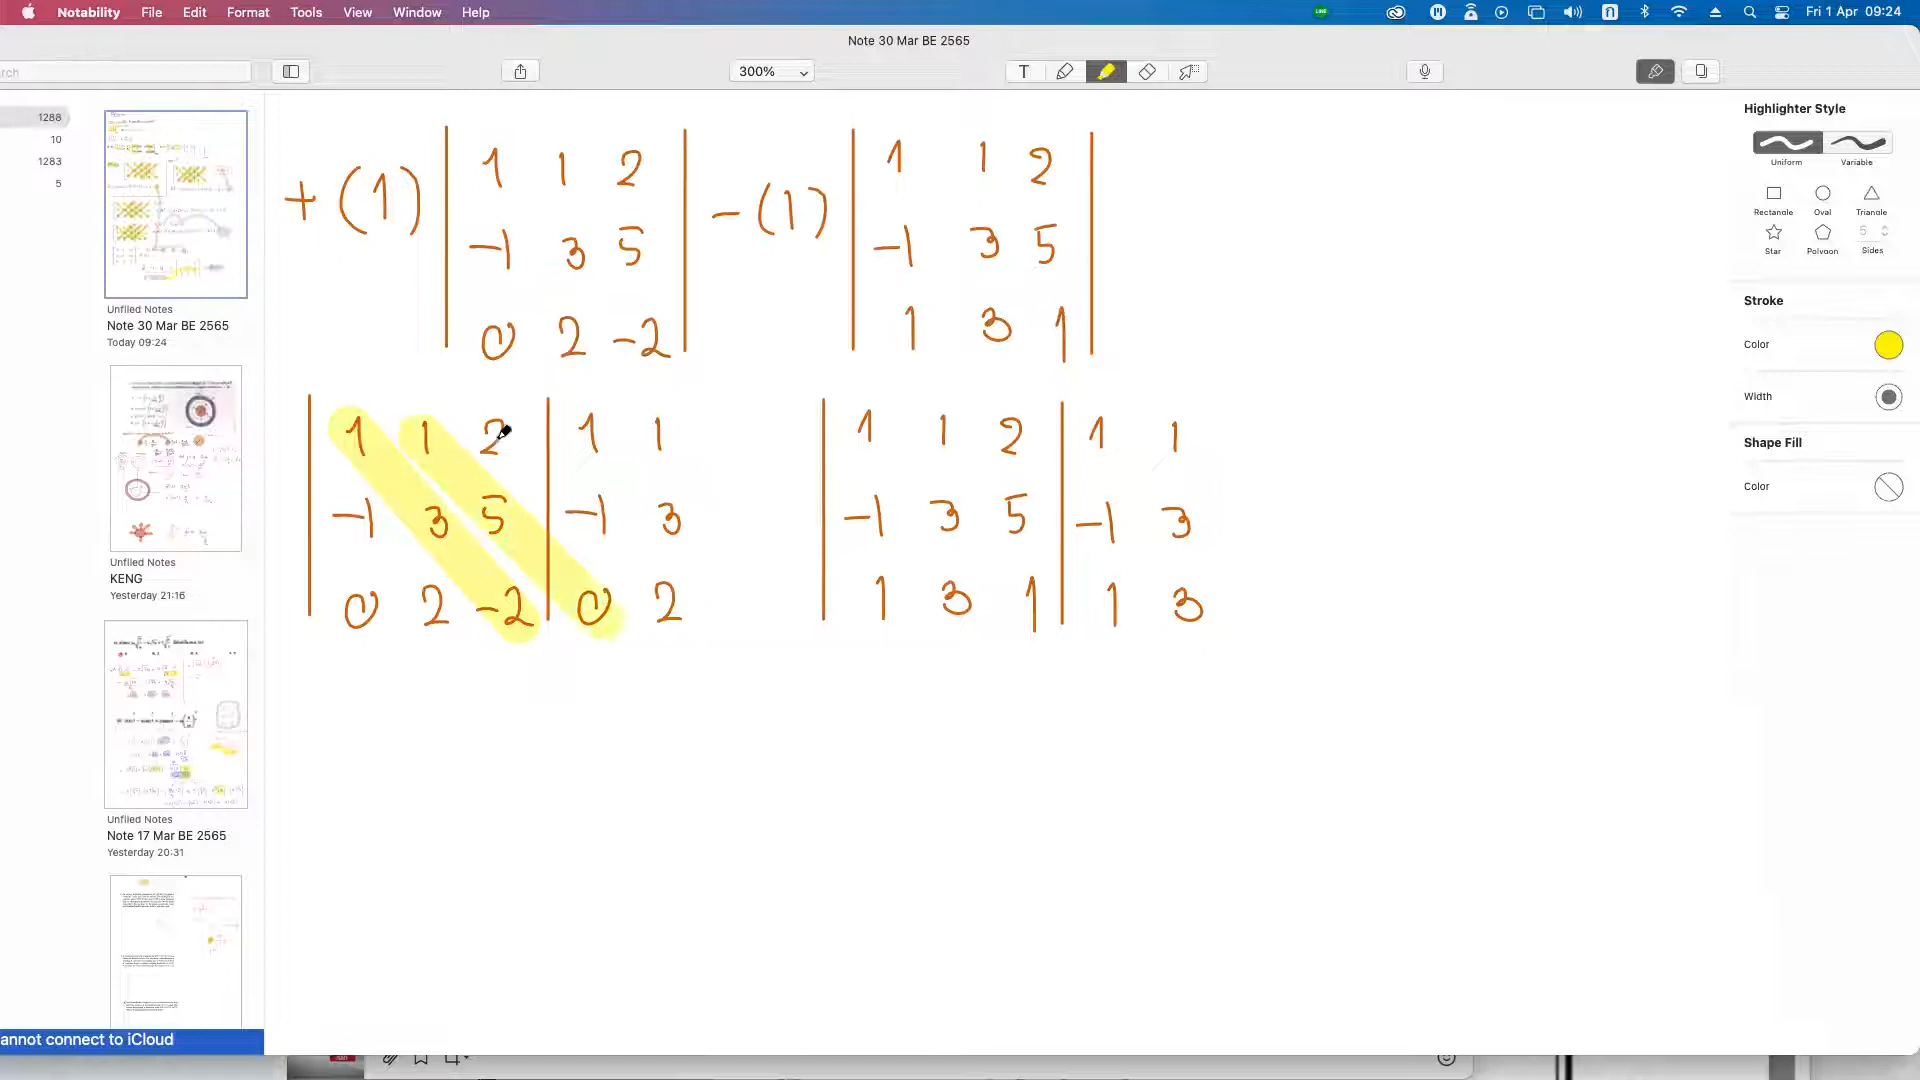 Notability File Edit Format Tools View Window Help Fri 1 Apr 09:24
Note 30 Mar BE 2565
rch 300% T
1288
10
1283
5
Unfiled Notes
Note 30 Mar BE 2565
Today 09:24
Unfiled Notes
KENG
Yesterday 21:16
Unfiled Notes
Note 17 Mar BE 2565
Yesterday 20:31
annot connect to iCloud
+ (1) | 1 1 2 | - (1) | 1 1 2 |
-1 3 5 -1 3 5
0 2 -2 1 3 1
| 1 1 2 | 1 1 | 1 1 2 | 1 1
-1 3 5 -1 3 -1 3 5 -1 3
0 2 -2 0 2 1 3 1 1 3
Highlighter Style
Uniform Variable
Rectangle Oval Triangle
5
Star Polygon Sides
Stroke
Color
Width
Shape Fill
Color